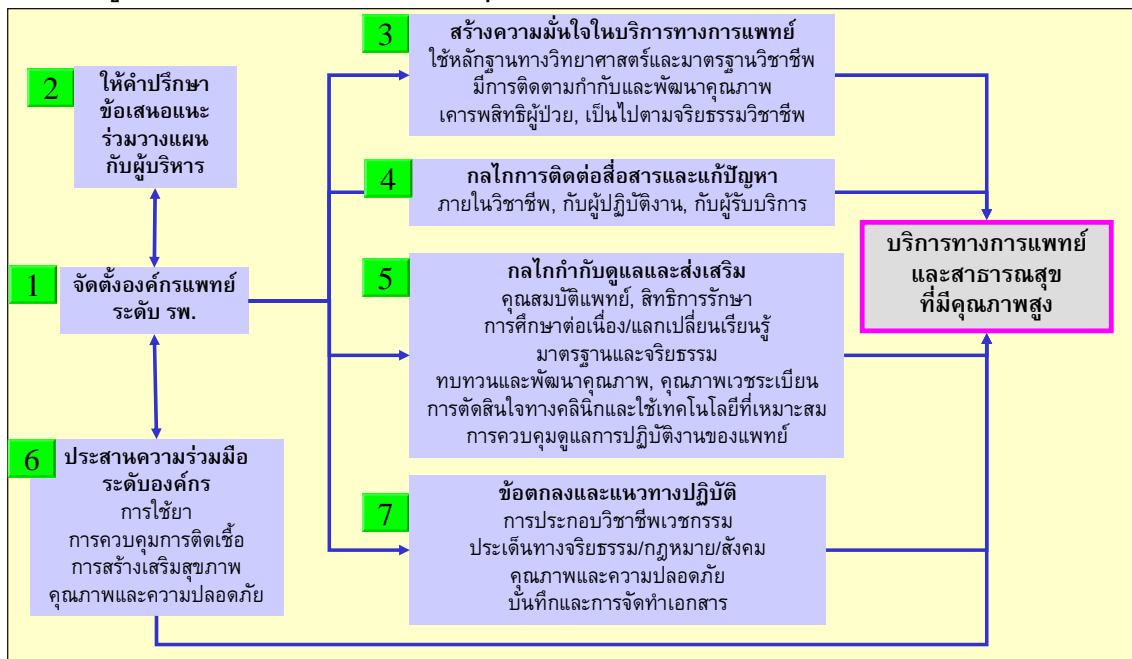 3
สร้างความมั่นใจในบริการทางการแพทย์
ใช้หลักฐานทางวิทยาศาสตร์และมาตรฐานวิชาชีพ
มีการติดตามกำกับและพัฒนาคุณภาพ
เคารพสิทธิผู้ป่วย, เป็นไปตามจริยธรรมวิชาชีพ
2
ให้คำปรึกษา
ข้อเสนอแนะ
ร่วมวางแผน
กับผู้บริหาร
4
กลไกการติดต่อสื่อสารและแก้ปัญหา
ภายในวิชาชีพ, กับผู้ปฏิบัติงาน, กับผู้รับบริการ
บริการทางการแพทย์
และสาธารณสุข
ที่มีคุณภาพสูง
1
จัดตั้งองค์กรแพทย์
ระดับ รพ.
5
กลไกกำกับดูแลและส่งเสริม
คุณสมบัติแพทย์, สิทธิการรักษา
การศึกษาต่อเนื่อง/แลกเปลี่ยนเรียนรู้
มาตรฐานและจริยธรรม
ทบทวนและพัฒนาคุณภาพ, คุณภาพเวชระเบียน
การตัดสินใจทางคลินิกและใช้เทคโนโลยีที่เหมาะสม
การควบคุมดูแลการปฏิบัติงานของแพทย์
6
ประสานความร่วมมือ
ระดับองค์กร
การใช้ยา
การควบคุมการติดเชื้อ
การสร้างเสริมสุขภาพ
คุณภาพและความปลอดภัย
7
ข้อตกลงและแนวทางปฏิบัติ
การประกอบวิชาชีพเวชกรรม
ประเด็นทางจริยธรรม/กฎหมาย/สังคม
คุณภาพและความปลอดภัย
บันทึกและการจัดทำเอกสาร